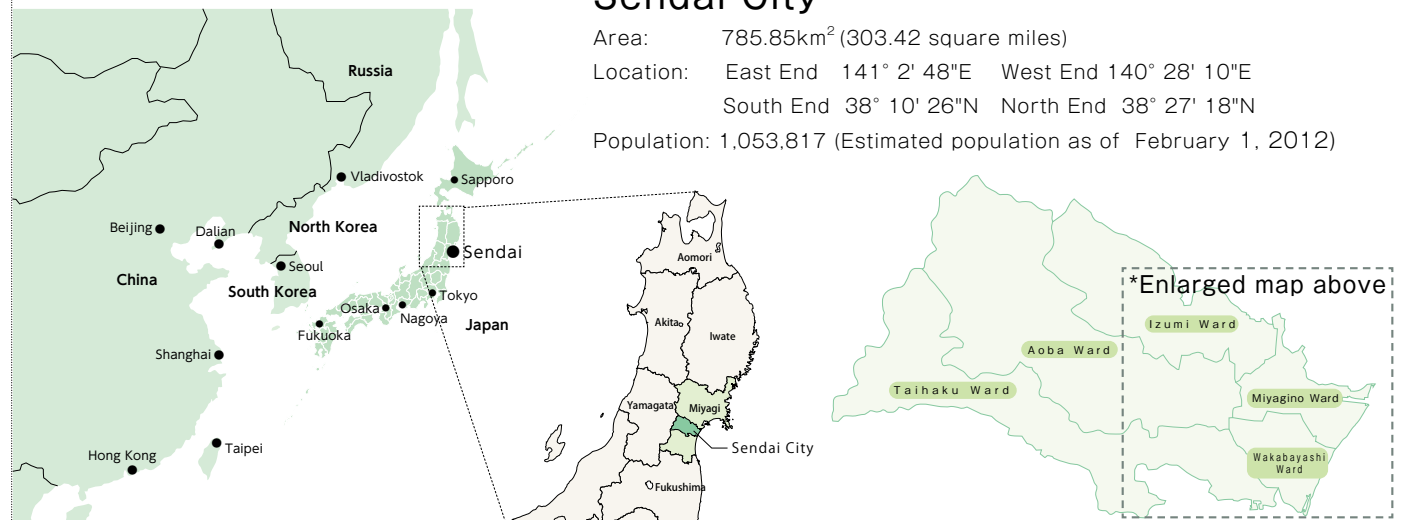 Sendai City
Area: 785.85km² (303.42 square miles)
Location: East End 141° 2' 48"E West End 140° 28' 10"E
South End 38° 10' 26"N North End 38° 27' 18"N
Population: 1,053,817 (Estimated population as of February 1, 2012)
Russia
Vladivostok
Sapporo
Beijing
Dalian
North Korea
Sendai
Seoul
China
South Korea
Tokyo
Osaka
Nagoya
Japan
Fukuoka
Shanghai
Taipei
Hong Kong
Aomori
Akita
Iwate
Yamagata
Miyagi
Sendai City
Fukushima
*Enlarged map above
Izumi Ward
Aoba Ward
Taihaku Ward
Miyagino Ward
Wakabayashi
Ward